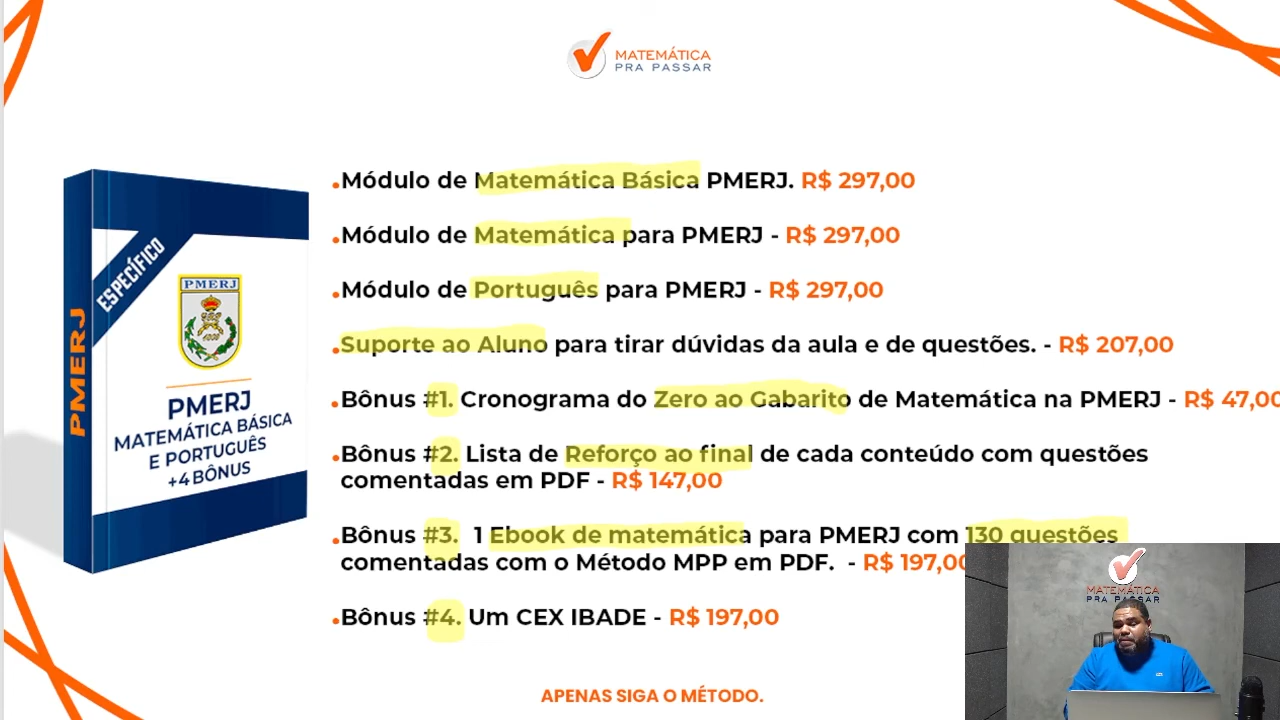 MATEMÁTICA
PRA PASSAR
.Módulo de Matemática Básica PMERJ. R$ 297,00
.Módulo de Matemática para PMERJ - R$ 297,00
.Módulo de Português para PMERJ - R$ 297,00
.Suporte ao Aluno para tirar dúvidas da aula e de questões. - R$ 207,00
.Bônus #1. Cronograma do Zero ao Gabarito de Matemática na PMERJ - R$ 47,00
.Bônus #2. Lista de Reforço ao final de cada conteúdo com questões
comentadas em PDF - R$ 147,00
.Bônus #3. 1 Ebook de matemática para PMERJ com 130 questões
comentadas com o Método MPP em PDF. - R$ 197,00
.Bônus #4. Um CEX IBADE - R$ 197,00
APENAS SIGA O MÉTODO.
PMERJ
ESPECÍFICO
PMERJ
PMERJ
MATEMÁTICA BÁSICA
E PORTUGUÊS
+4 BÔNUS
MATEMÁTICA
PRA PASSAR